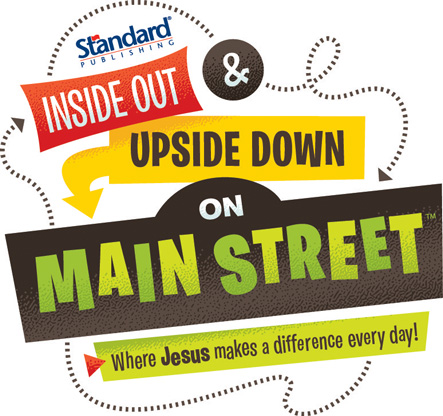 Standard®
PUBLISHING
INSIDE OUT
&
UPSIDE DOWN
ON
MAIN STREET™
Where Jesus makes a difference every day!